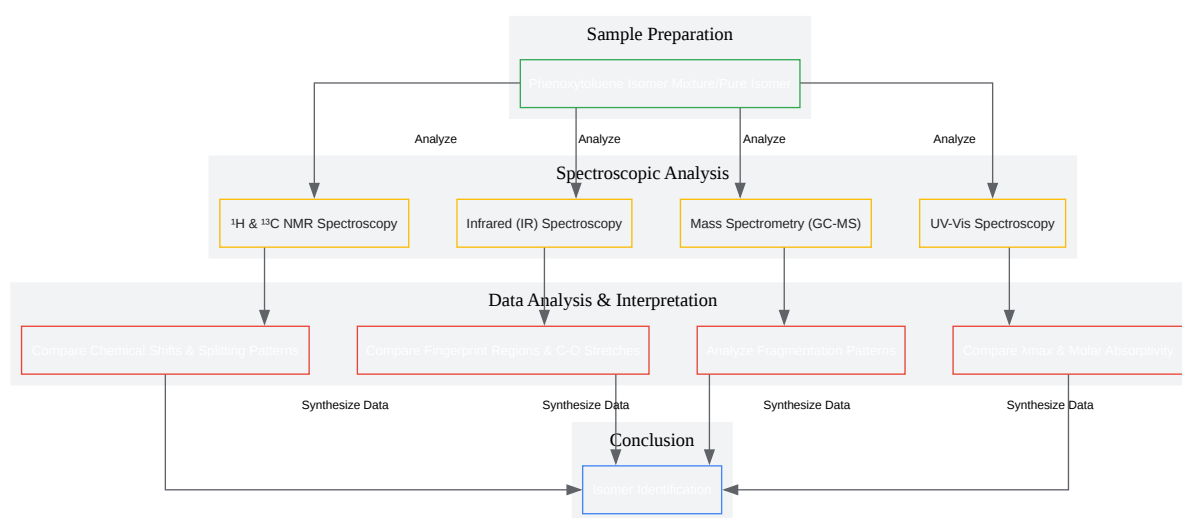 Sample Preparation
Phenoxytoluene Isomer Mixture/Pure Isomer
Analyze
Analyze
Analyze
Analyze
Spectroscopic Analysis
¹H & ¹³C NMR Spectroscopy
Infrared (IR) Spectroscopy
Mass Spectrometry (GC-MS)
UV-Vis Spectroscopy
Data Analysis & Interpretation
Compare Chemical Shifts & Splitting Patterns
Compare Fingerprint Regions & C-O Stretches
Analyze Fragmentation Patterns
Compare λmax & Molar Absorptivity
Synthesize Data
Synthesize Data
Synthesize Data
Synthesize Data
Conclusion
Isomer Identification